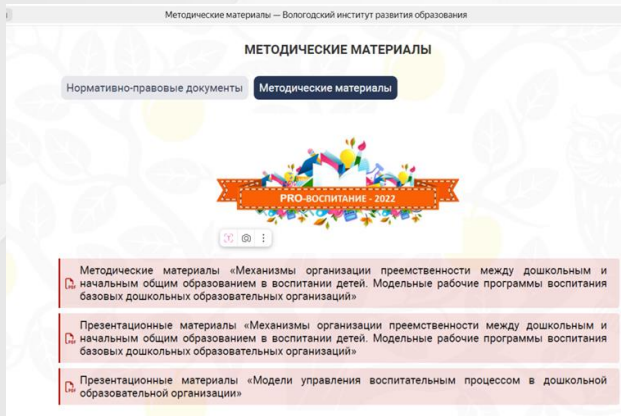 Методические материалы — Вологодский институт развития образования
МЕТОДИЧЕСКИЕ МАТЕРИАЛЫ
Нормативно-правовые документы
Методические материалы
PRO-ВОСПИТАНИЕ - 2022
Методические материалы «Механизмы организации преемственности между дошкольным и
начальным общим образованием в воспитании детей. Модельные рабочие программы воспитания
базовых дошкольных образовательных организаций»
Презентационные материалы «Механизмы организации преемственности между дошкольным и
начальным общим образованием в воспитании детей. Модельные рабочие программы воспитания
базовых дошкольных образовательных организаций»
Презентационные материалы «Модели управления воспитательным процессом в дошкольной
образовательной организации»